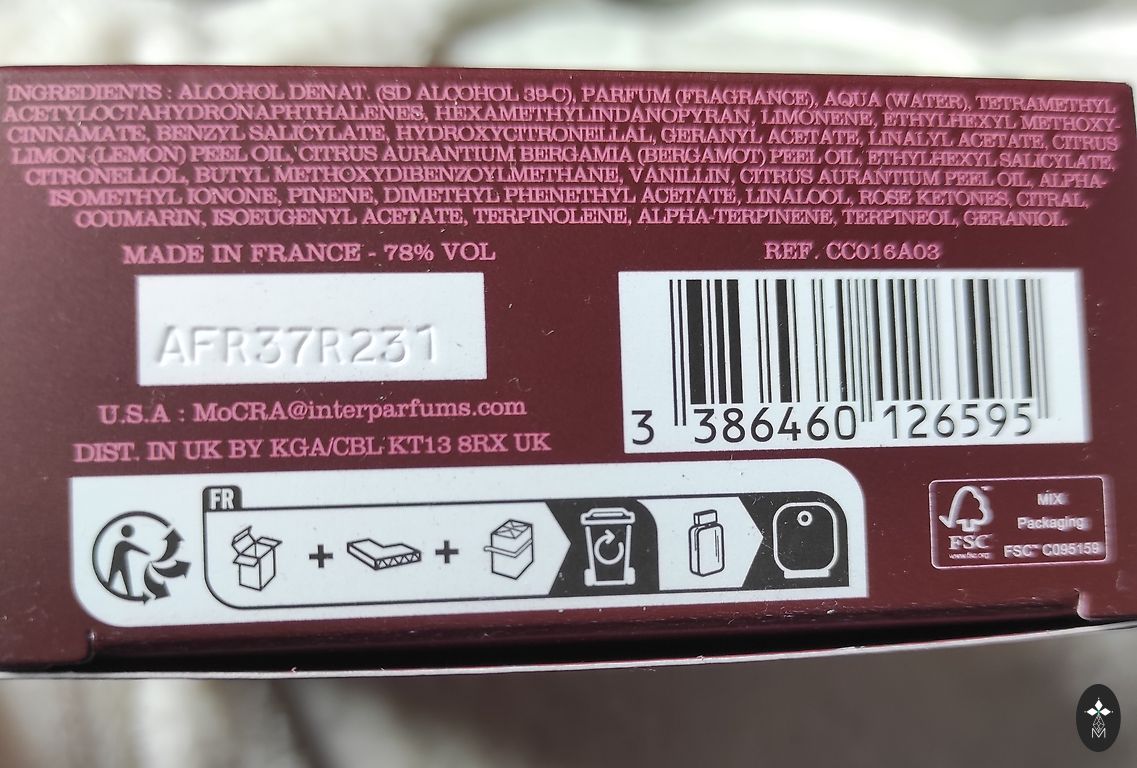 INGREDIENTS : ALCOHOL DENAT. (SD ALCOHOL 39-C), PARFUM (FRAGRANCE), AQUA (WATER), TETRAMETHYL
ACETYLOCTAHYDRONAPHTHALENES, HEXAMETHYLINDANOPYRAN, LIMONENE, ETHYLHEXYL METHOXY-
CINNAMATE, BENZYL SALICYLATE, HYDROXYCITRONELLAL, GERANYL ACETATE, LINALYL ACETATE, CITRUS
LIMON (LEMON) PEEL OIL, CITRUS AURANTIUM BERGAMIA (BERGAMOT) PEEL OIL, ETHYLHEXYL SALICYLATE,
CITRONELLOL, BUTYL METHOXYDIBENZOYLMETHANE, VANILLIN, CITRUS AURANTIUM PEEL OIL, ALPHA-
ISOMETHYL IONONE, PINENE, DIMETHYL PHENETHYL ACETATE, LINALOOL, ROSE KETONES, CITRAL,
COUMARIN, ISOEUGENYL ACETATE, TERPINOLENE, ALPHA-TERPINENE, TERPINEOL, GERANIOL.
MADE IN FRANCE - 78% VOL
REF. CC016A03
AFR37R231
3 386460 126595
U.S.A : MoCRA@interparfums.com
DIST. IN UK BY KGA/CBL KT13 8RX UK
FR
FSC
www.fsc.org
MIX
Packaging
FSC™ C095159
M